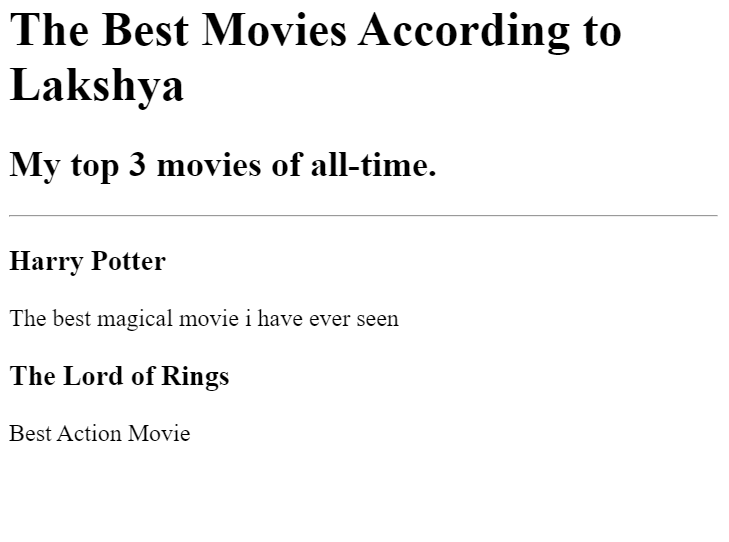 The Best Movies According to
Lakshya
My top 3 movies of all-time.
Harry Potter
The best magical movie i have ever seen
The Lord of Rings
Best Action Movie